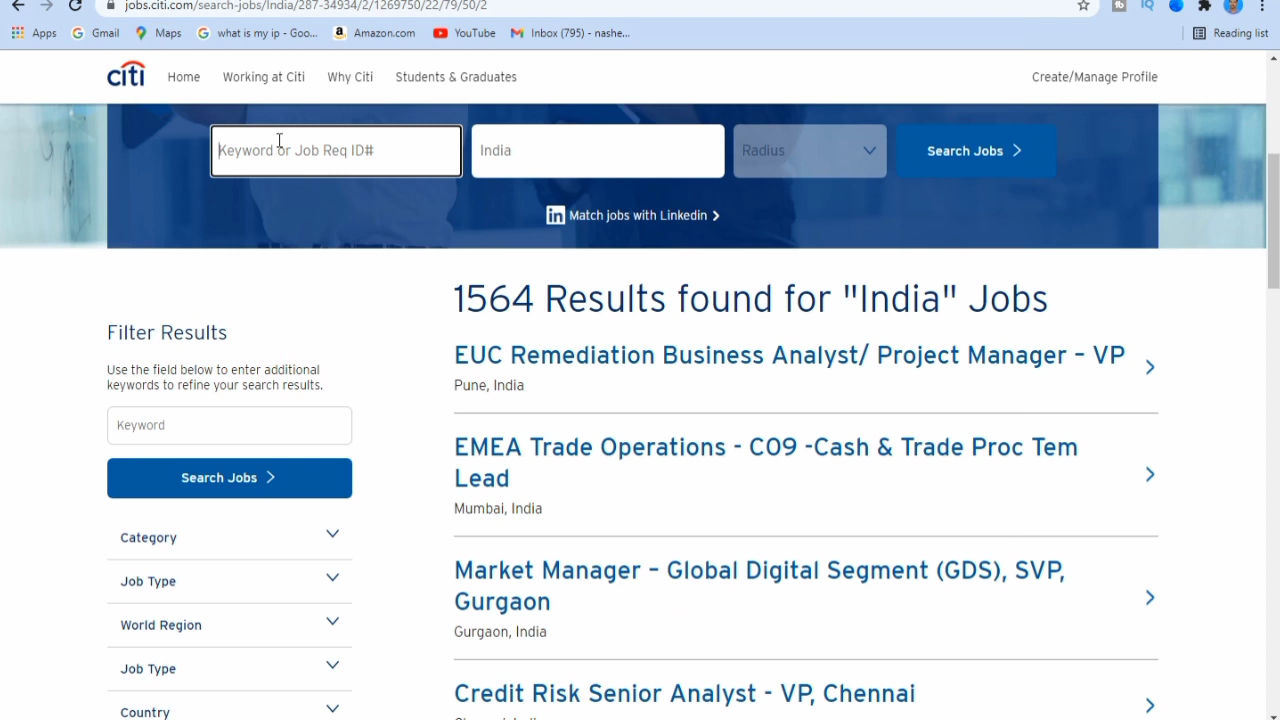 jobs.citi.com/search-jobs/India/287-34934/2/1269750/22/79/50/2
Apps Gmail Maps what is my ip - Goo... Amazon.com YouTube Inbox (795) - nashe... Reading list
citi Home Working at Citi Why Citi Students & Graduates Create/Manage Profile
Keyword or Job Req ID# India Radius Search Jobs
in Match jobs with Linkedin
1564 Results found for "India" Jobs
Filter Results
Use the field below to enter additional
keywords to refine your search results.
Keyword
Search Jobs
Category
Job Type
World Region
Job Type
Country
EUC Remediation Business Analyst/ Project Manager – VP
Pune, India
EMEA Trade Operations - C09 -Cash & Trade Proc Tem
Lead
Mumbai, India
Market Manager – Global Digital Segment (GDS), SVP,
Gurgaon
Gurgaon, India
Credit Risk Senior Analyst - VP, Chennai